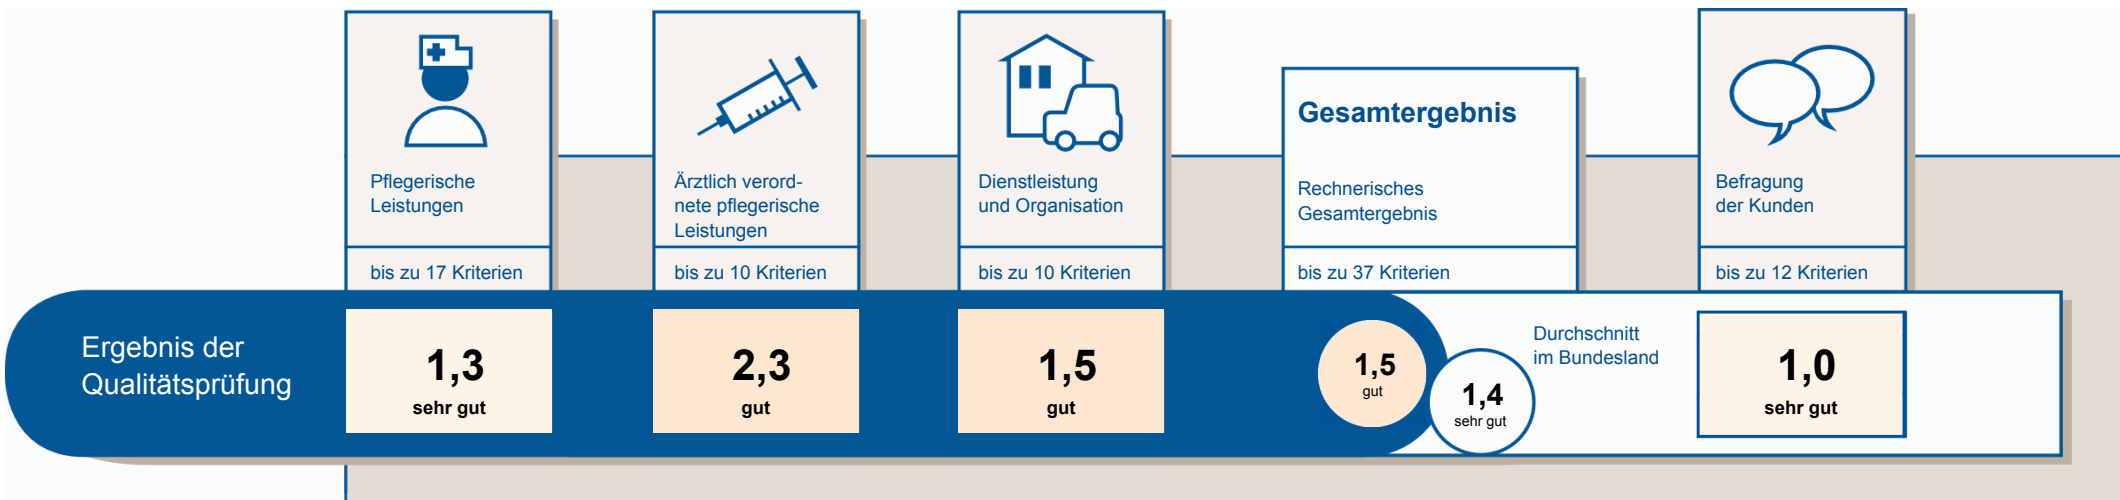 Pflegerische
Leistungen
bis zu 17 Kriterien
Ärztlich verord-
nete pflegerische
Leistungen
bis zu 10 Kriterien
Dienstleistung
und Organisation
bis zu 10 Kriterien
Gesamtergebnis
Rechnerisches
Gesamtergebnis
bis zu 37 Kriterien
Befragung
der Kunden
bis zu 12 Kriterien
Ergebnis der
Qualitätsprüfung
1,3
sehr gut
2,3
gut
1,5
gut
1,5
gut
1,4
sehr gut
Durchschnitt
im Bundesland
1,0
sehr gut